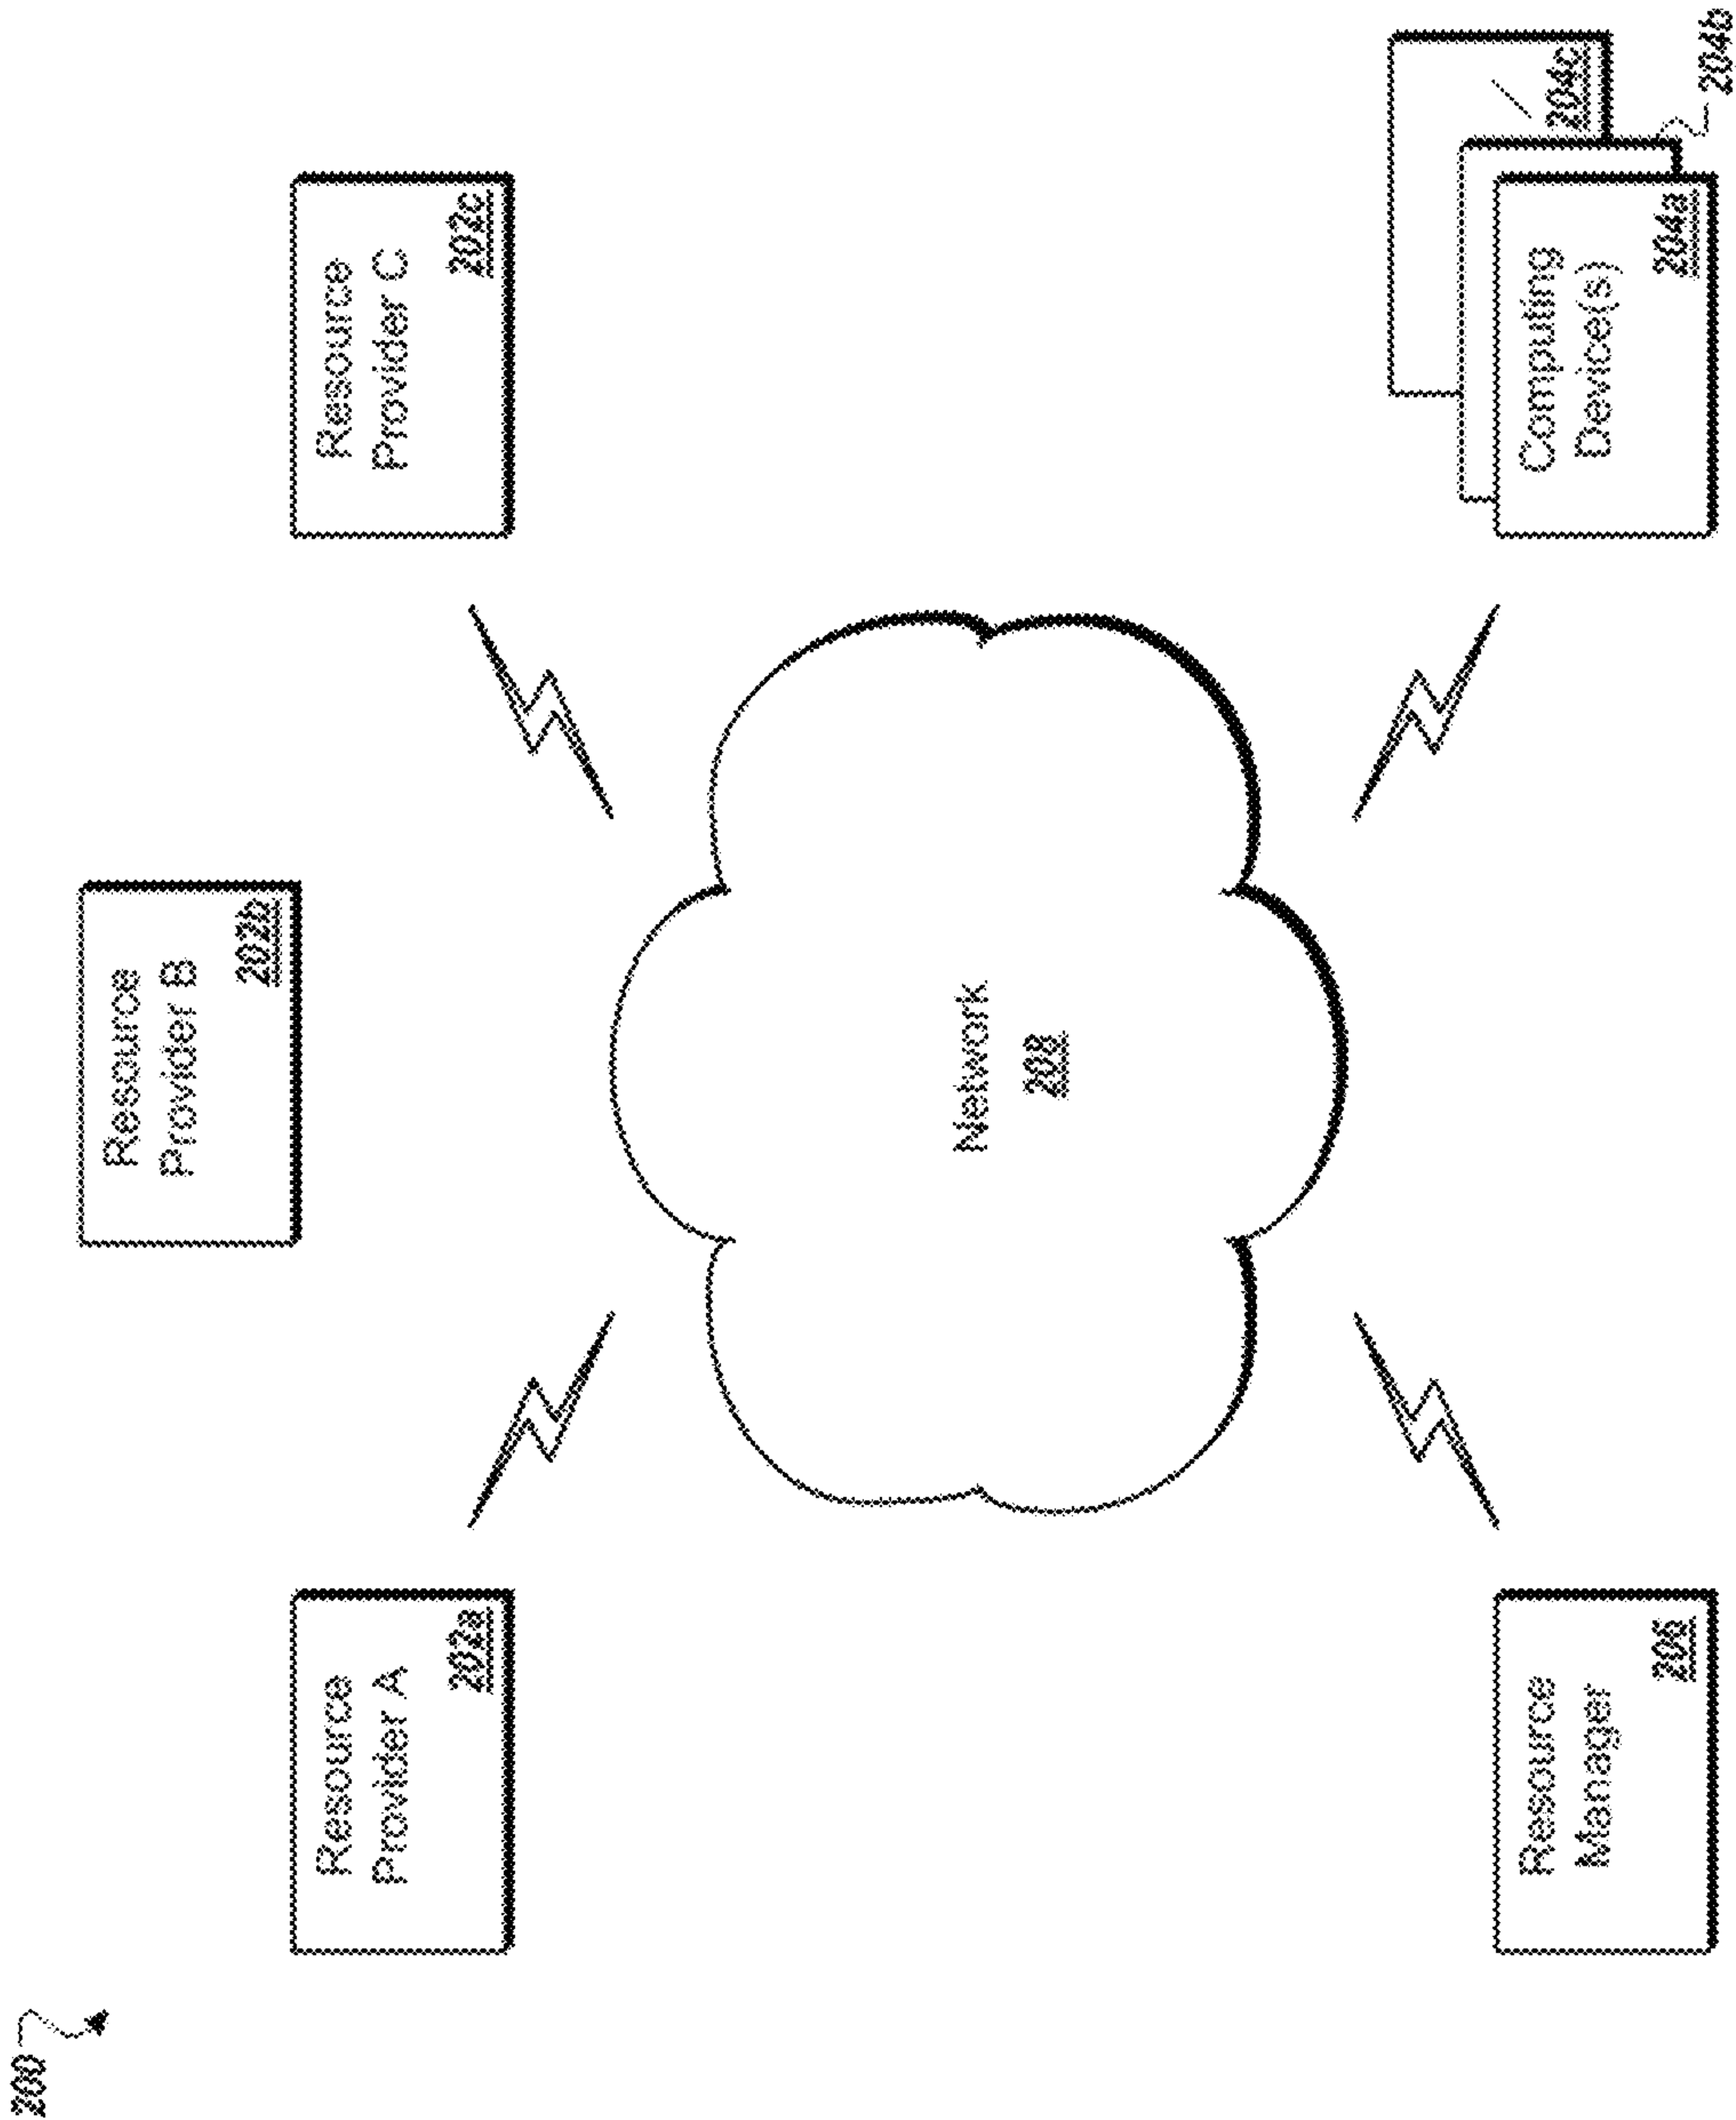 200
Resource
Provider B
202b
Resource
Provider A
202a
Resource
Provider C
202c
Network
208
Resource
Manager
206
Computing
Device(s)
204a
204b
204c